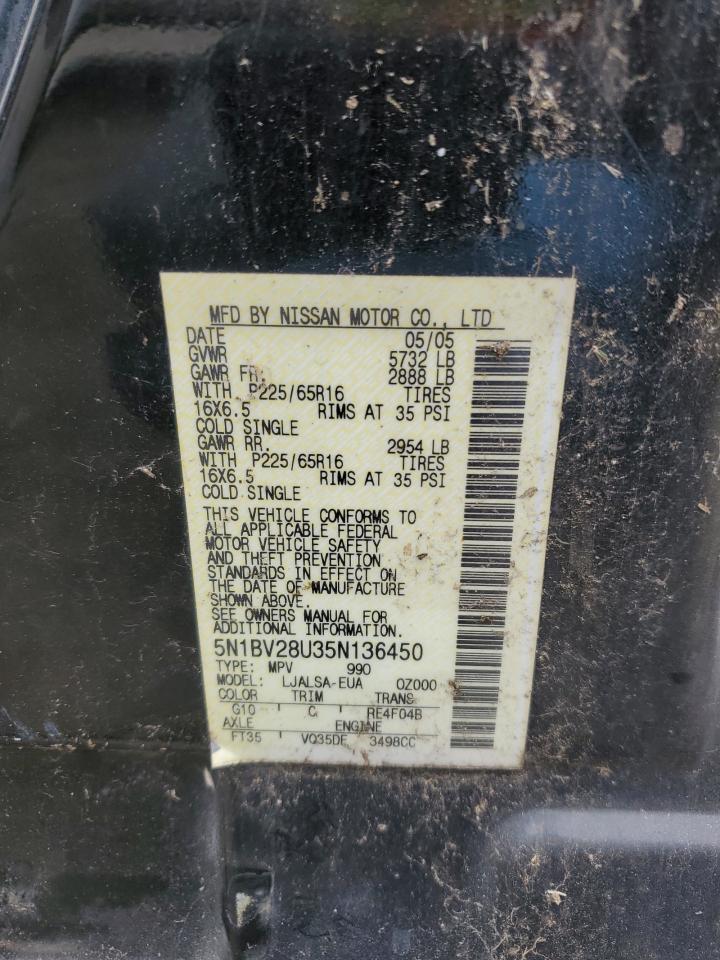 MFD BY NISSAN MOTOR CO., LTD
DATE 05/05
GVWR 5732 LB
GAWR FR. 2888 LB
WITH P225/65R16 TIRES
16X6.5 RIMS AT 35 PSI
COLD SINGLE
GAWR RR. 2954 LB
WITH P225/65R16 TIRES
16X6.5 RIMS AT 35 PSI
COLD SINGLE
THIS VEHICLE CONFORMS TO
ALL APPLICABLE FEDERAL
MOTOR VEHICLE SAFETY
AND THEFT PREVENTION
STANDARDS IN EFFECT ON
THE DATE OF MANUFACTURE
SHOWN ABOVE.
SEE OWNERS MANUAL FOR
ADDITIONAL INFORMATION.
5N1BV28U35N136450
TYPE: MPV 990
MODEL: LJALSA-EUA 0Z000
COLOR TRIM TRANS
G10 C RE4F04B
AXLE ENGINE
FT35 VQ35DE 3498CC